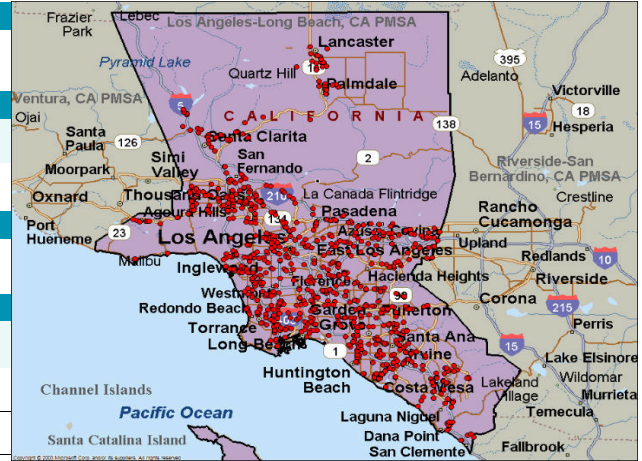 Frazier
Park
Lebec
Los Angeles-Long Beach, CA PMSA
Lancaster
395
Pyramid Lake
Quartz Hill
Adelanto
Palmdale
Victorville
Ventura, CA PMSA
5
18
Ojai
CALIFORNIA
138
15
Hesperia
Santa
Paula
126
Santa Clarita
Simi
Valley
San
Fernando
2
Riverside-San
Bernardino, CA PMSA
Moorpark
Oxnard
Thousand Oaks
210
La Canada Flintridge
Crestline
Agoura Hills
134
Pasadena
Rancho
Cucamonga
Port
Hueneme
23
Los Angeles
Azusa
Covina
East Los Angeles
Upland
Redlands
10
Malibu
Inglewood
Hacienda Heights
Riverside
Florence
Westmont
90
Corona
215
Redondo Beach
Gardena
Fullerton
Torrance
Perris
Long Beach
Santa Ana
1
Irvine
15
Lake Elsinore
Huntington
Beach
Costa Mesa
Lakeland
Village
Wildomar
Murrieta
Channel Islands
Pacific Ocean
Laguna Niguel
Temecula
Santa Catalina Island
Dana Point
San Clemente
Fallbrook